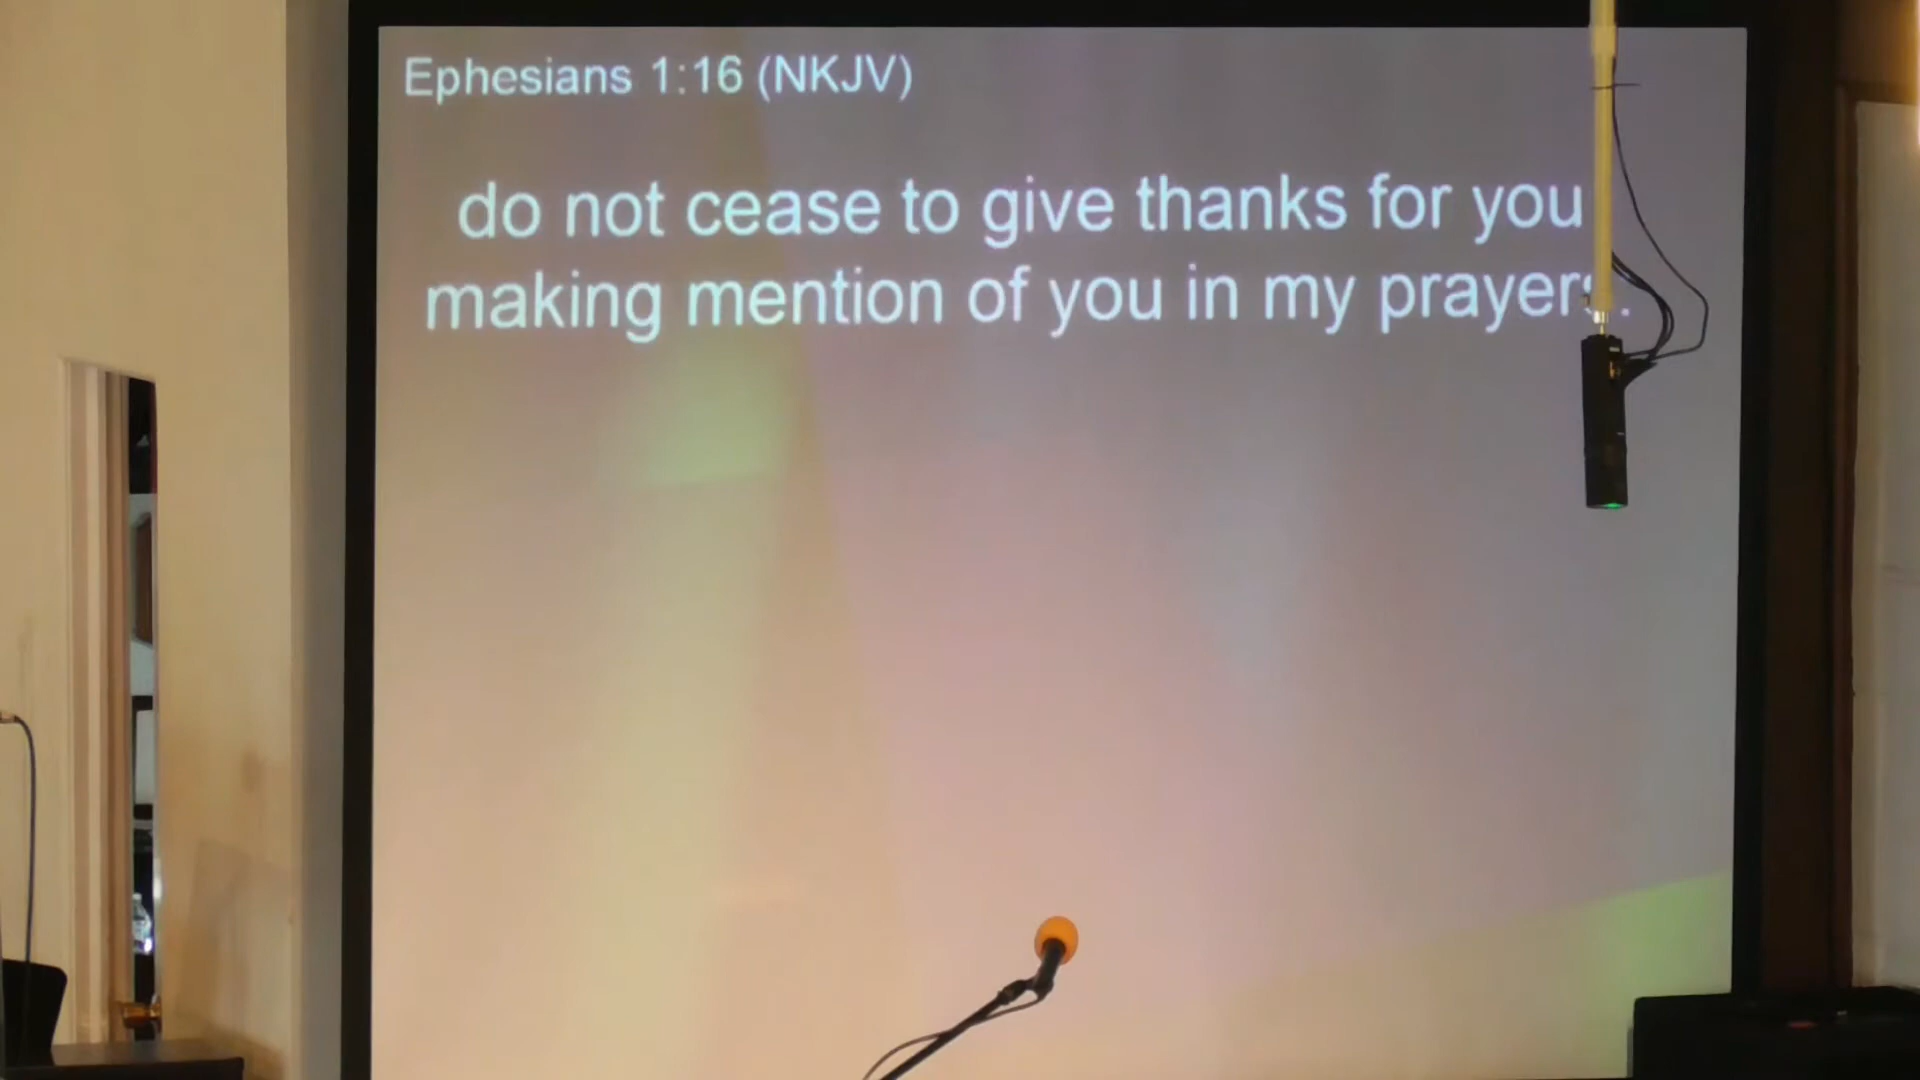 Ephesians 1:16 (NKJV)
do not cease to give thanks for you
making mention of you in my prayers.